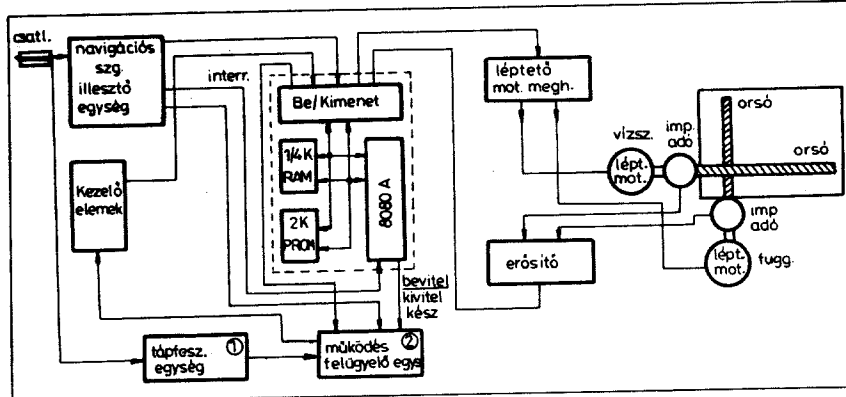 csatl.
navigációs
szg.
illesztő
egység
interr.
Be/Kimenet
1/4 K
RAM
2K
PROM
8080 A
Kezelő
elemek
bevitel
kivitel
kész
tápfesz.
egység
①
működés
felügyelő egys
②
léptető
mot. megh.
vízsz.
imp.
adó
lépt.
mot.
orsó
orsó
erősítő
imp
adó
lépt.
mot.
fugg.